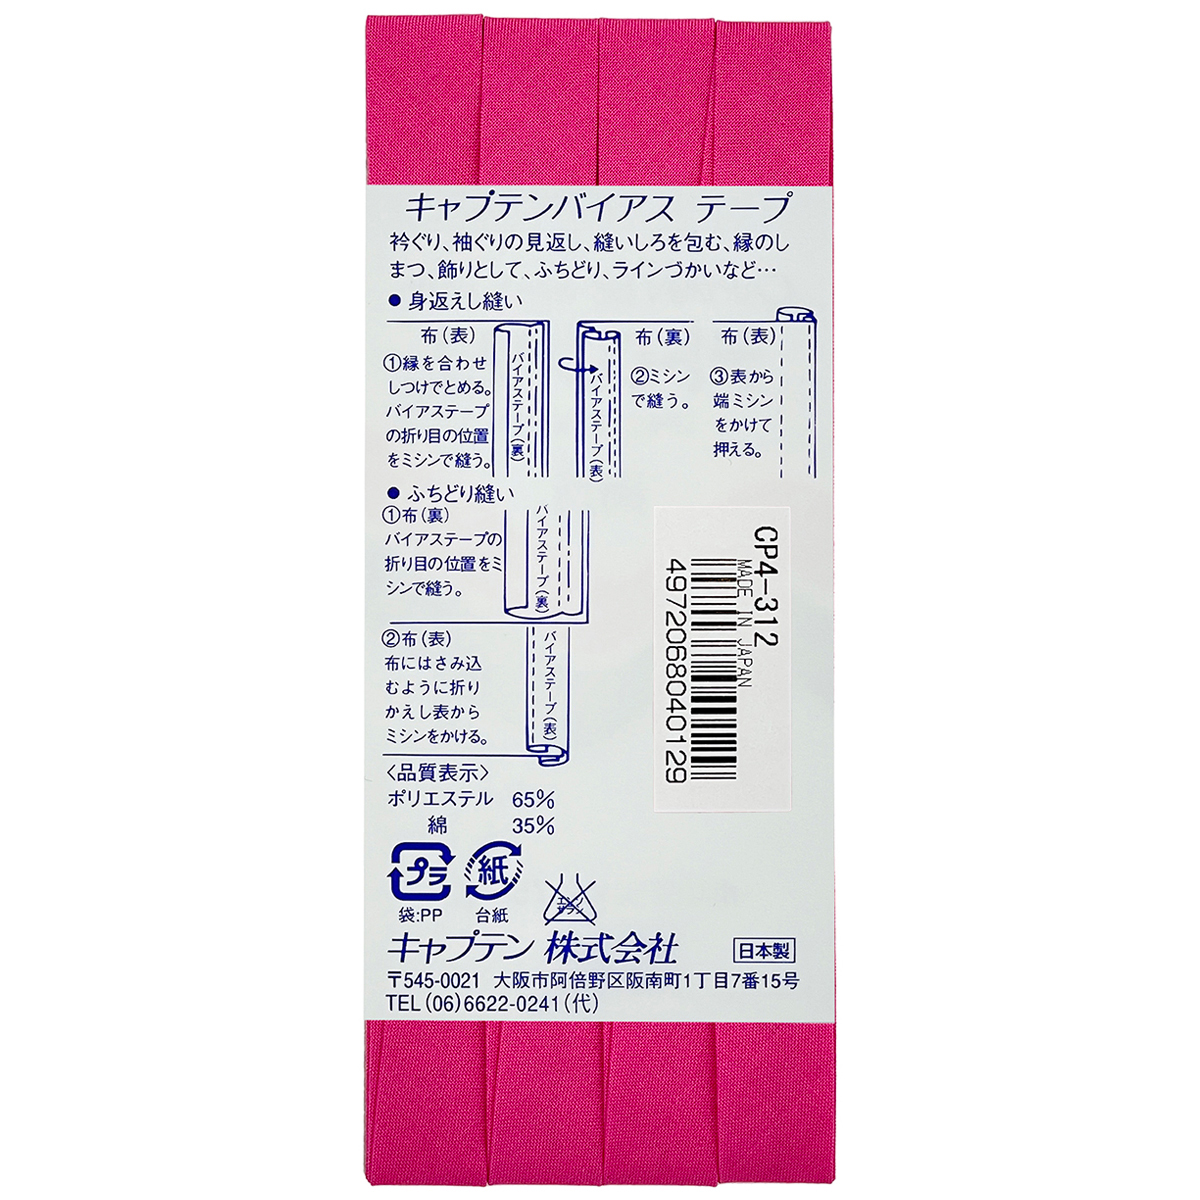 キャプテンバイアス テープ
衿ぐり、袖ぐりの見返し、縫いしろを包む、縁のし
まつ、飾りとして、ふちどり、ラインづかいなど…
● 身返えし縫い
布(表)
①縁を合わせ
しつけでとめる。
バイアステープ
の折り目の位置
をミシンで縫う。
バイアステープ(裏)
バイアステープ(表)
布(裏)
②ミシン
で縫う。
布(表)
③表から
端ミシン
をかけて
押える。
● ふちどり縫い
①布(裏)
バイアステープの
折り目の位置をミ
シンで縫う。
バイアステープ(裏)
②布(表)
布にはさみ込
むように折り
かえし表から
ミシンをかける。
バイアステープ(表)
CP4-312
MADE IN JAPAN
4972068040129
〈品質表示〉
ポリエステル 65%
綿 35%
プラ
紙
エンソ
サラシ
袋:PP
台紙
キャプテン 株式会社
日本製
〒545-0021 大阪市阿倍野区阪南町1丁目7番15号
TEL(06)6622-0241(代)